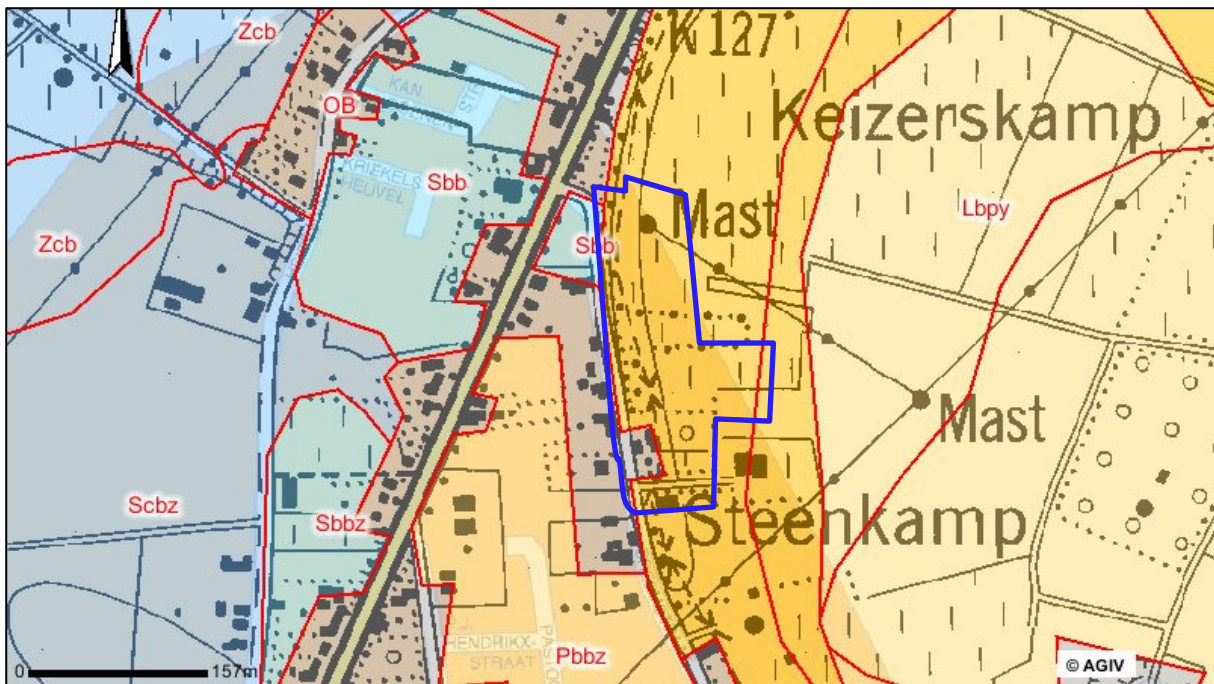 Zcb
K 127
OB
KAN
STR
Keizerskamp
KRIEKELS
HEUVEL
Sbb
Mast
Lbpy
Zcb
Sbb
Mast
Scbz
Sbbz
Steenkamp
HENDRIKX-
STRAAT
Pbbz
0 157m
© AGIV